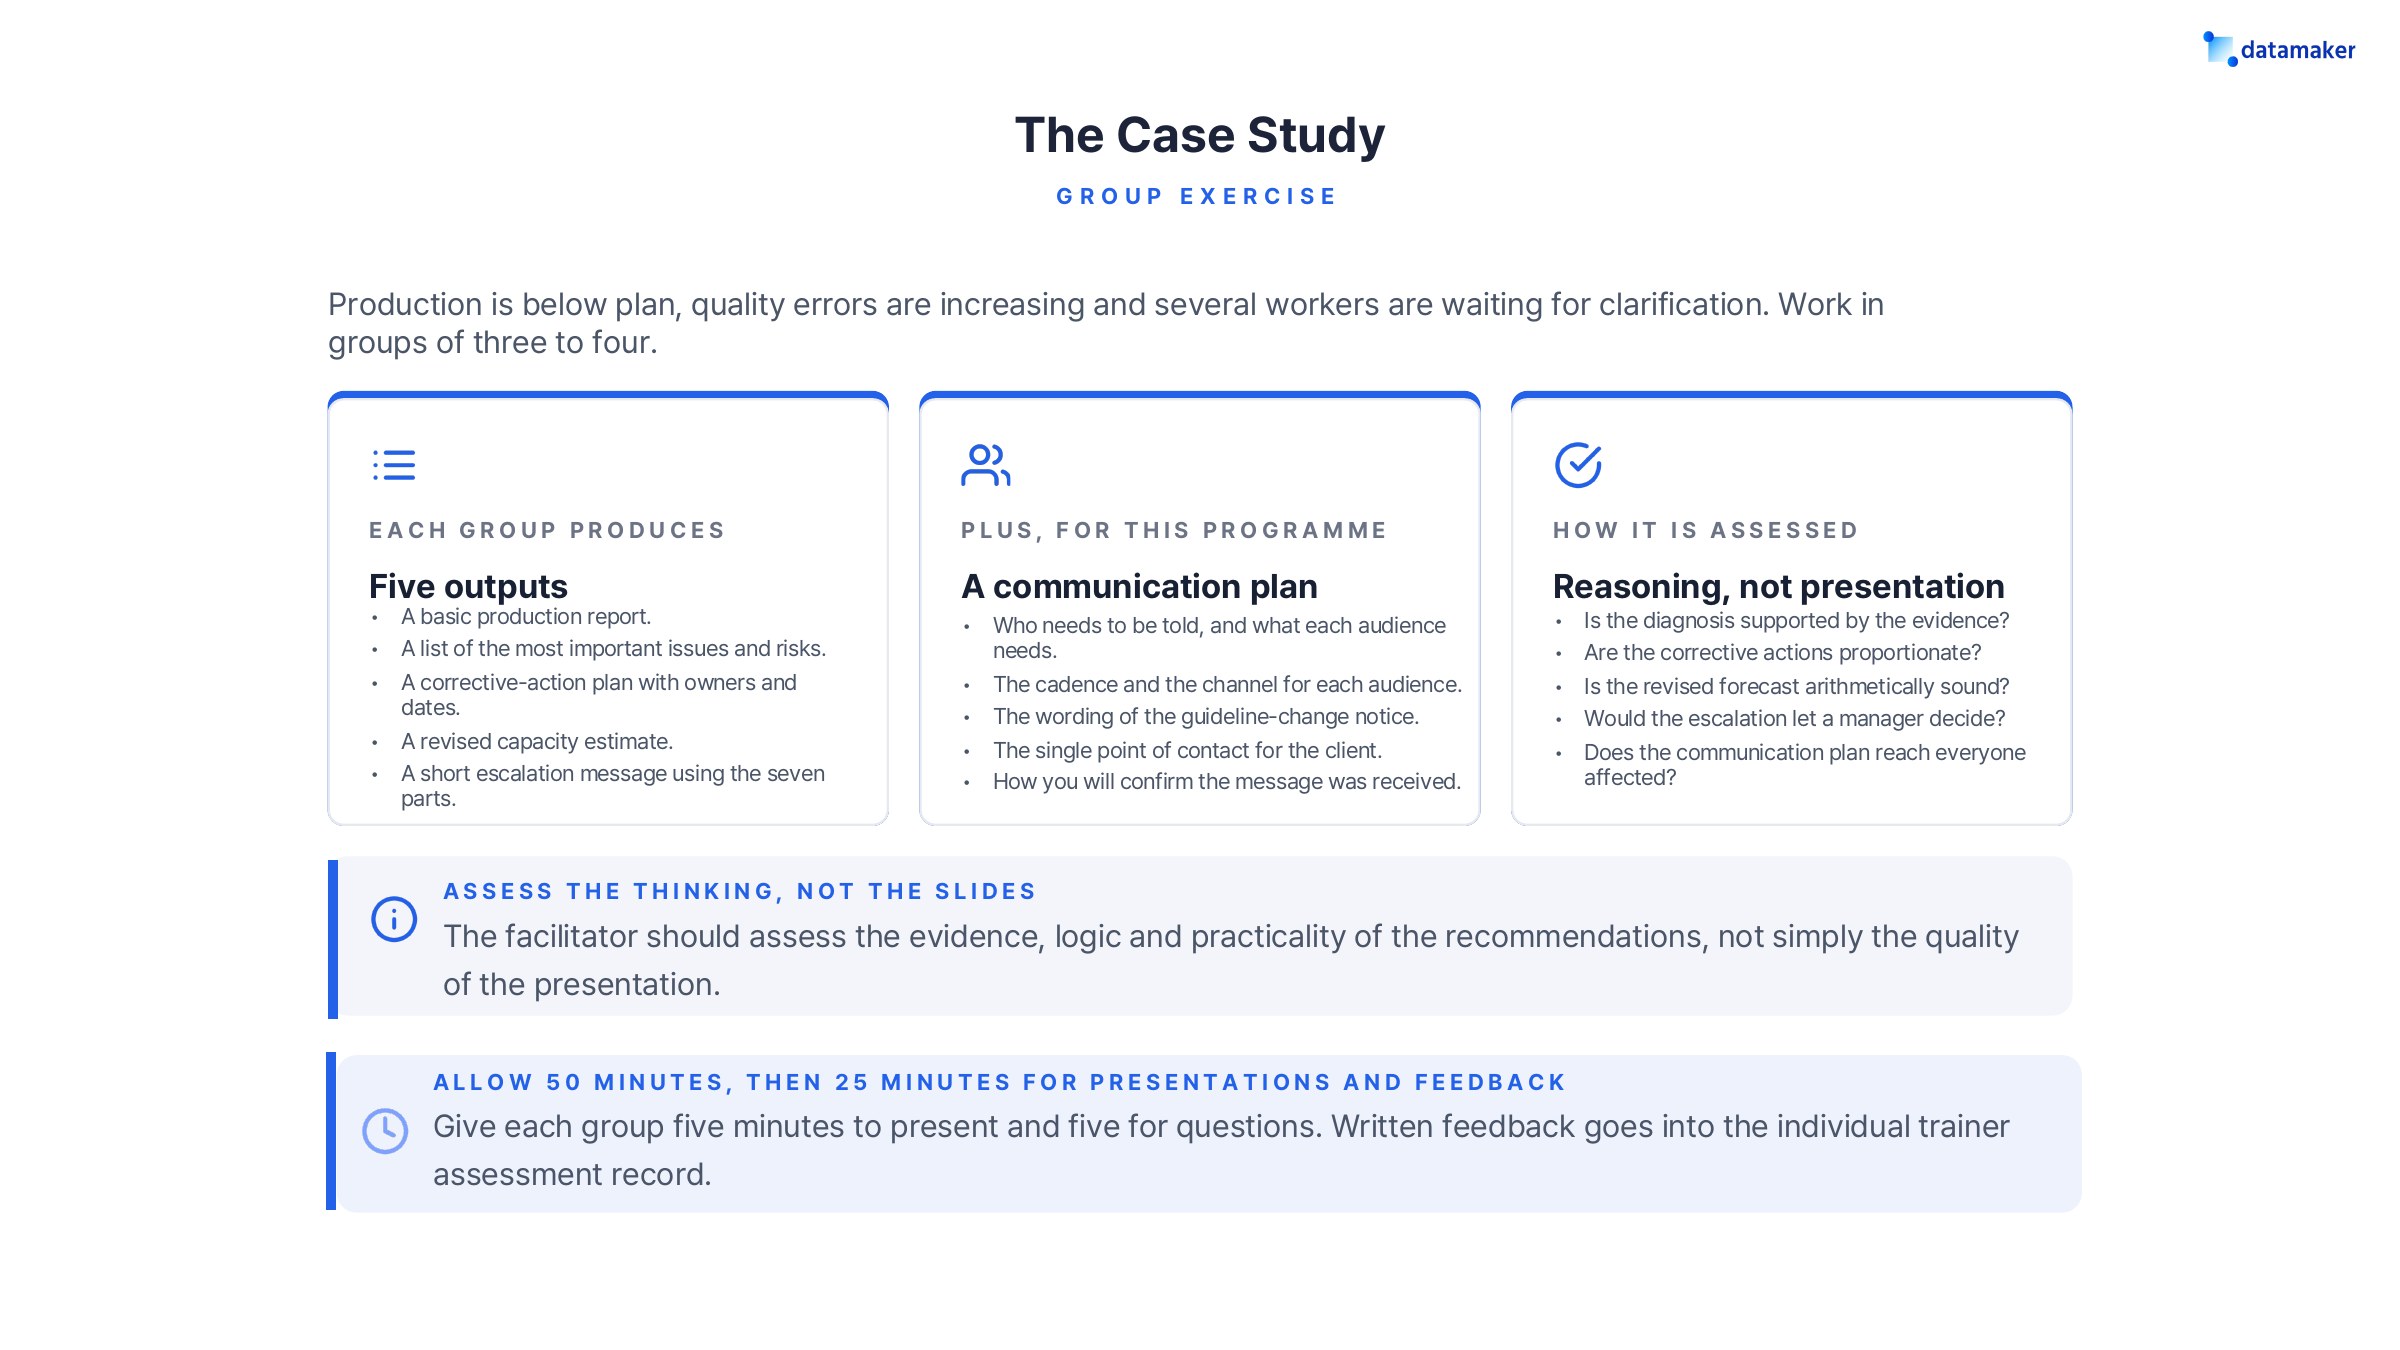 datamaker
The Case Study
GROUP EXERCISE
Production is below plan, quality errors are increasing and several workers are waiting for clarification. Work in
groups of three to four.
EACH GROUP PRODUCES
Five outputs
• A basic production report.
• A list of the most important issues and risks.
• A corrective-action plan with owners and
dates.
• A revised capacity estimate.
• A short escalation message using the seven
parts.
PLUS, FOR THIS PROGRAMME
A communication plan
• Who needs to be told, and what each audience
needs.
• The cadence and the channel for each audience.
• The wording of the guideline-change notice.
• The single point of contact for the client.
• How you will confirm the message was received.
HOW IT IS ASSESSED
Reasoning, not presentation
• Is the diagnosis supported by the evidence?
• Are the corrective actions proportionate?
• Is the revised forecast arithmetically sound?
• Would the escalation let a manager decide?
• Does the communication plan reach everyone
affected?
ASSESS THE THINKING, NOT THE SLIDES
The facilitator should assess the evidence, logic and practicality of the recommendations, not simply the quality
of the presentation.
ALLOW 50 MINUTES, THEN 25 MINUTES FOR PRESENTATIONS AND FEEDBACK
Give each group five minutes to present and five for questions. Written feedback goes into the individual trainer
assessment record.